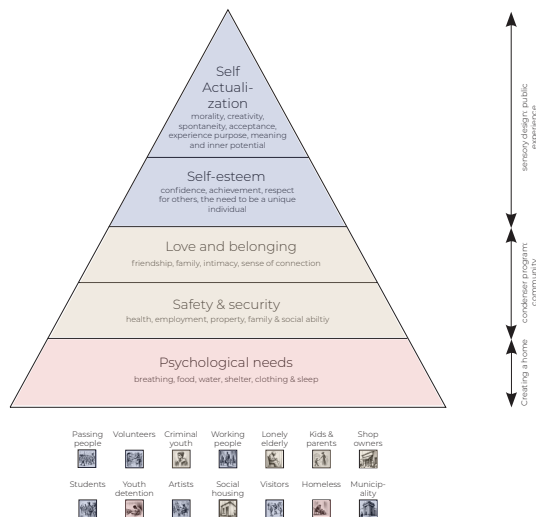 Self
Actuali-
zation
morality, creativity,
spontaneity, acceptance,
experience purpose, meaning
and inner potential
Self-esteem
confidence, achievement, respect
for others, the need to be a unique
individual
Love and belonging
friendship, family, intimacy, sense of connection
Safety & security
health, employment, property, family & social abiltiy
Psychological needs
breathing, food, water, shelter, clothing & sleep
sensory design: public
experience
condenser program:
community
Creating a home
Passing
people
Volunteers
Criminal
youth
Working
people
Lonely
elderly
Kids &
parents
Shop
owners
Students
Youth
detention
Artists
Social
housing
Visitors
Homeless
Municip-
ality